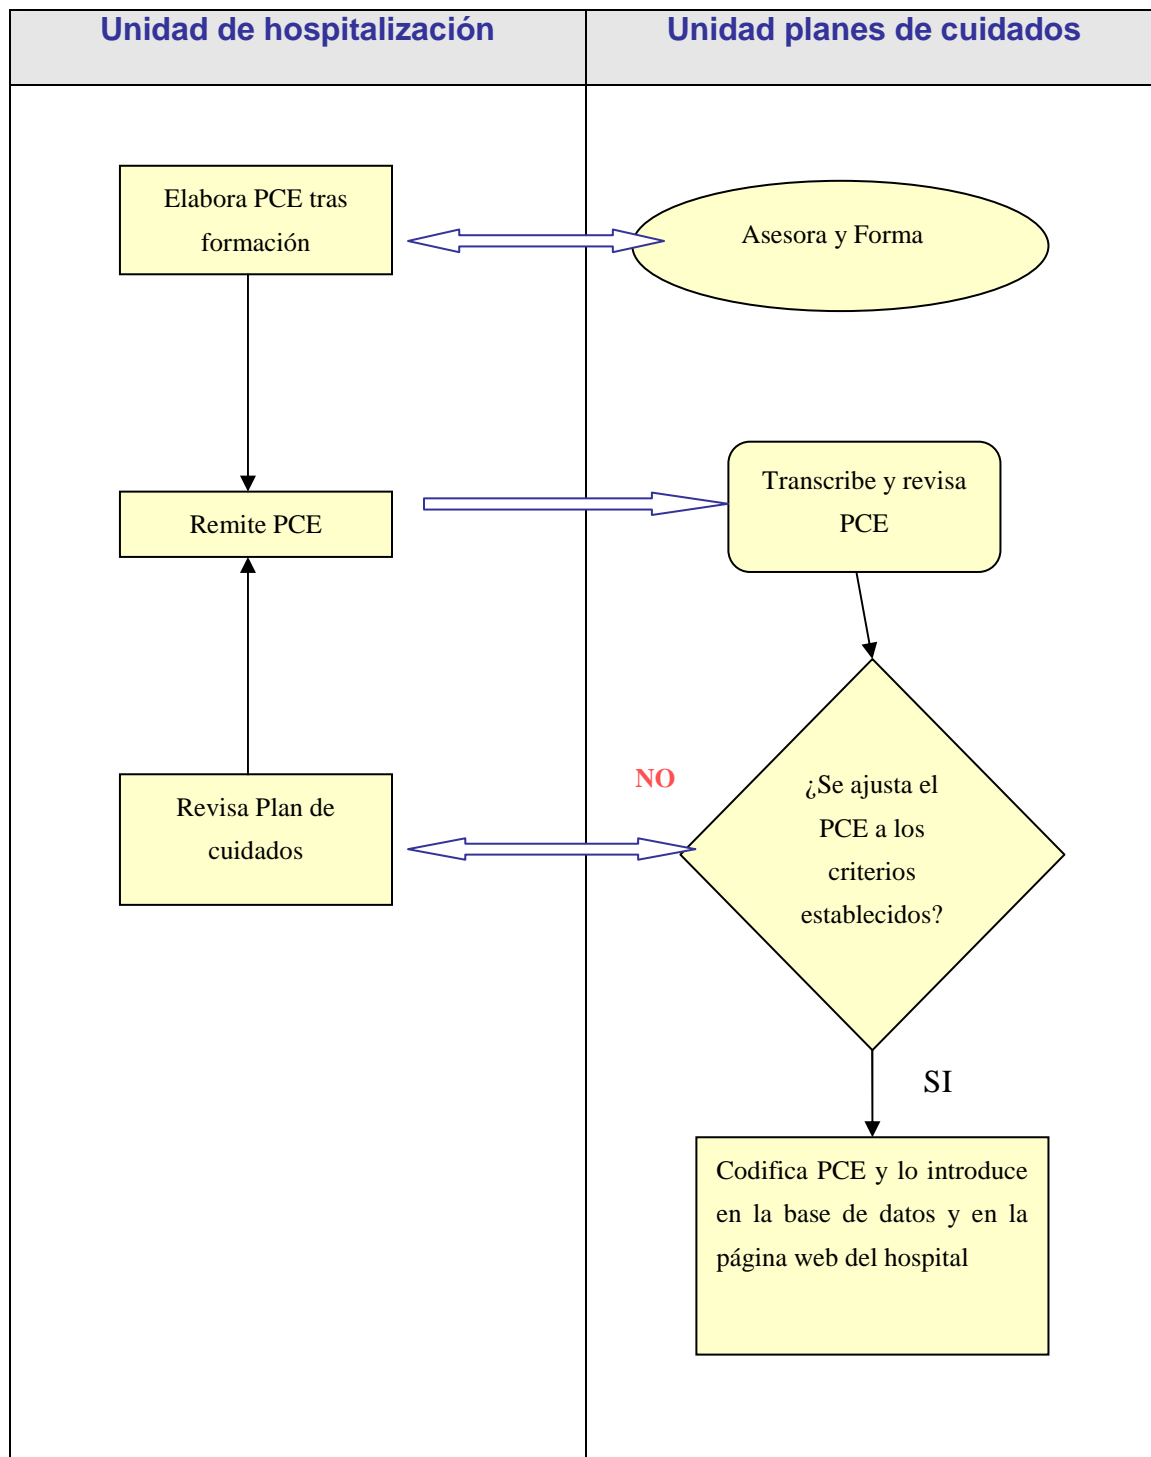 Unidad de hospitalización
Unidad planes de cuidados
Elabora PCE tras
formación
Asesora y Forma
Remite PCE
Transcribe y revisa
PCE
NO
Revisa Plan de
cuidados
¿Se ajusta el
PCE a los
criterios
establecidos?
SI
Codifica PCE y lo introduce
en la base de datos y en la
página web del hospital